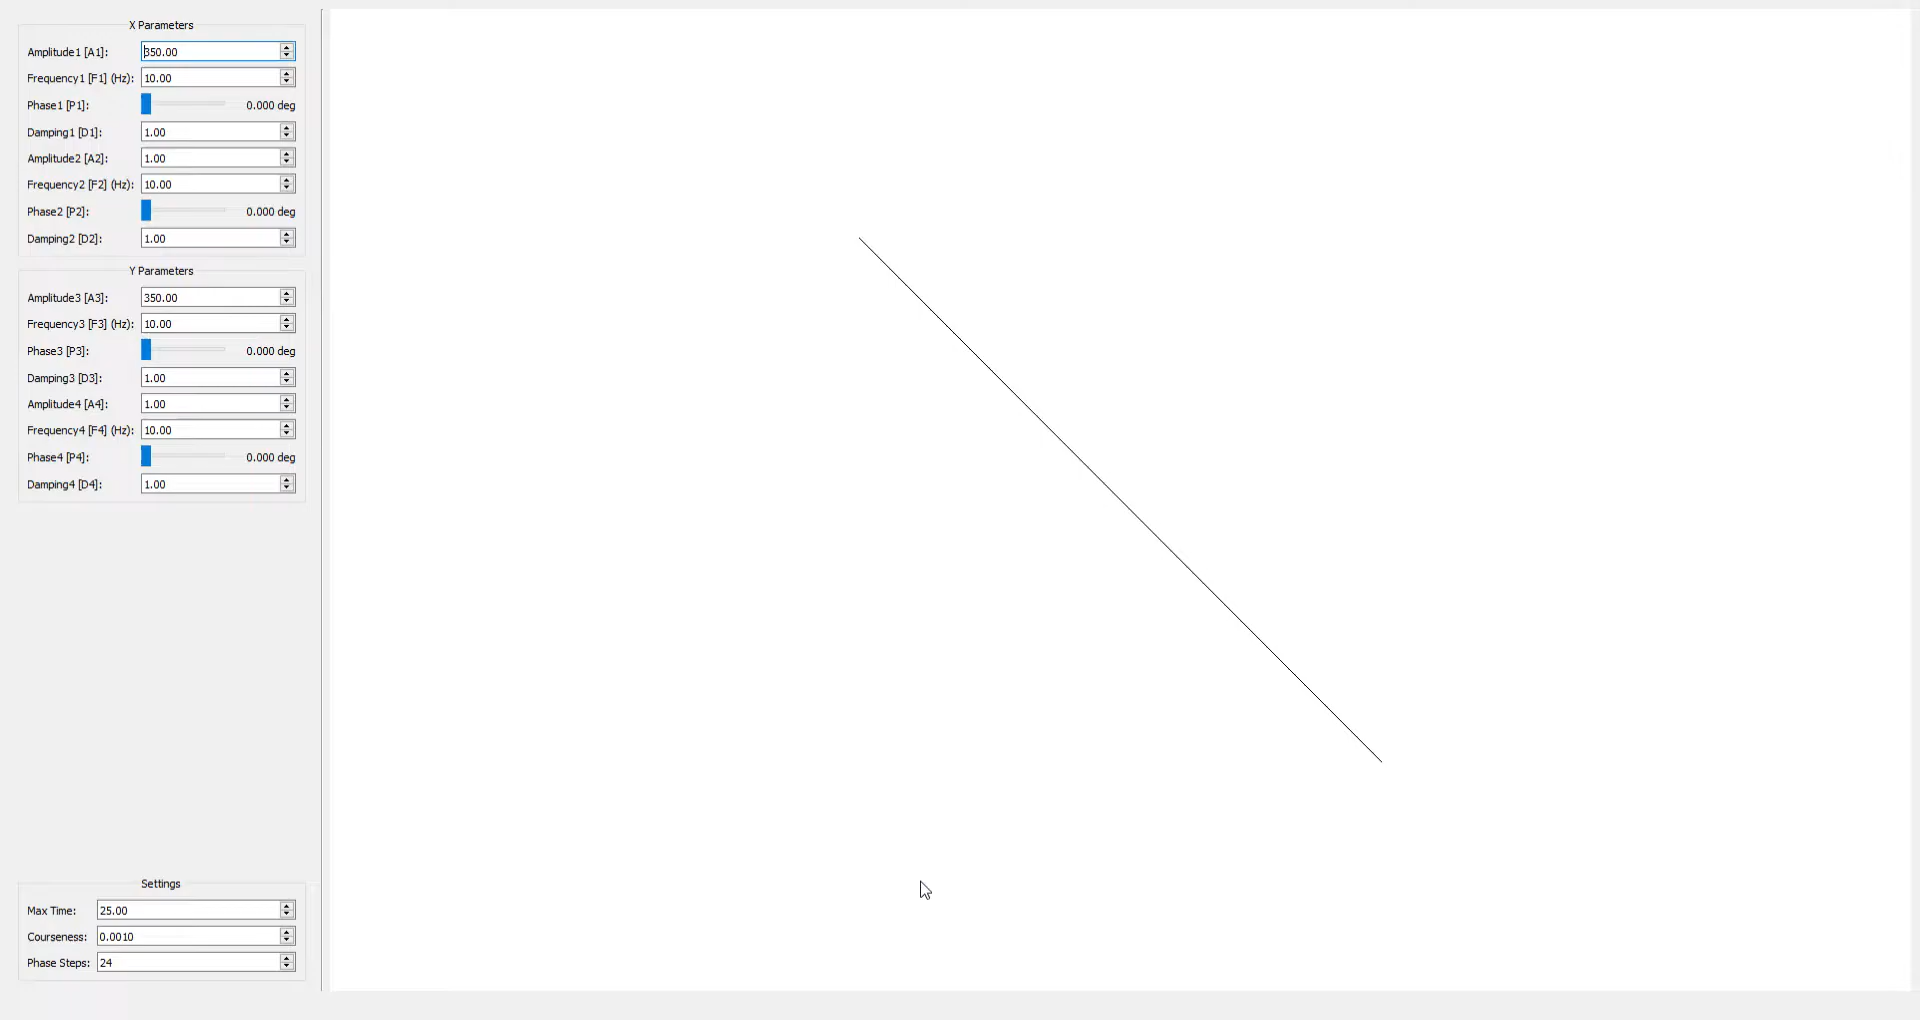 X Parameters
Amplitude1 [A1]: 350.00
Frequency1 [F1] (Hz): 10.00
Phase1 [P1]: 0.000 deg
Damping1 [D1]: 1.00
Amplitude2 [A2]: 1.00
Frequency2 [F2] (Hz): 10.00
Phase2 [P2]: 0.000 deg
Damping2 [D2]: 1.00
Y Parameters
Amplitude3 [A3]: 350.00
Frequency3 [F3] (Hz): 10.00
Phase3 [P3]: 0.000 deg
Damping3 [D3]: 1.00
Amplitude4 [A4]: 1.00
Frequency4 [F4] (Hz): 10.00
Phase4 [P4]: 0.000 deg
Damping4 [D4]: 1.00
Settings
Max Time: 25.00
Courseness: 0.0010
Phase Steps: 24